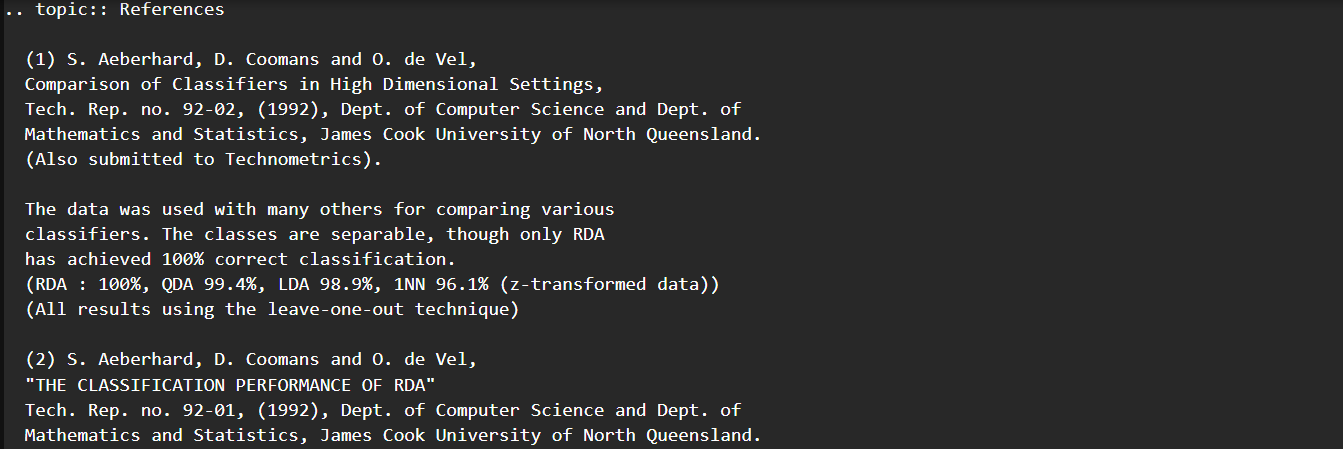 .. topic:: References
(1) S. Aeberhard, D. Coomans and O. de Vel,
Comparison of Classifiers in High Dimensional Settings,
Tech. Rep. no. 92-02, (1992), Dept. of Computer Science and Dept. of
Mathematics and Statistics, James Cook University of North Queensland.
(Also submitted to Technometrics).
The data was used with many others for comparing various
classifiers. The classes are separable, though only RDA
has achieved 100% correct classification.
(RDA : 100%, QDA 99.4%, LDA 98.9%, 1NN 96.1% (z-transformed data))
(All results using the leave-one-out technique)
(2) S. Aeberhard, D. Coomans and O. de Vel,
"THE CLASSIFICATION PERFORMANCE OF RDA"
Tech. Rep. no. 92-01, (1992), Dept. of Computer Science and Dept. of
Mathematics and Statistics, James Cook University of North Queensland.